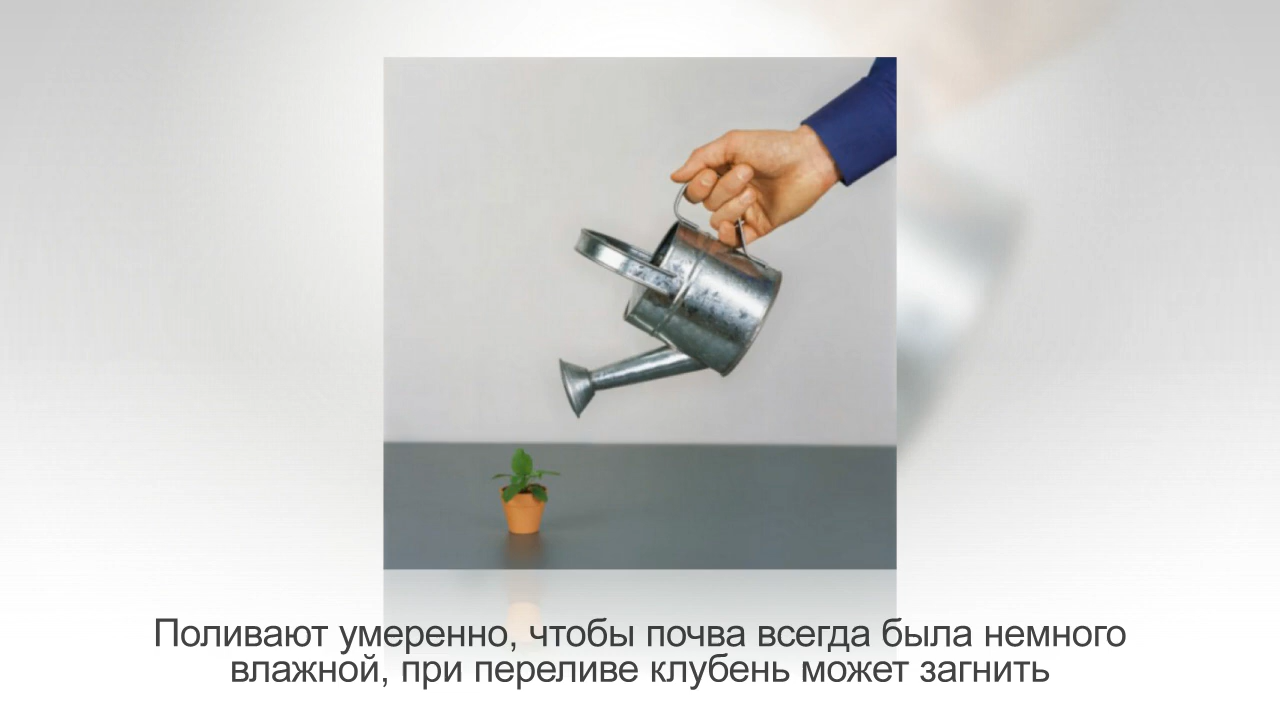 Поливают умеренно, чтобы почва всегда была немного
влажной, при переливе клубень может загнить